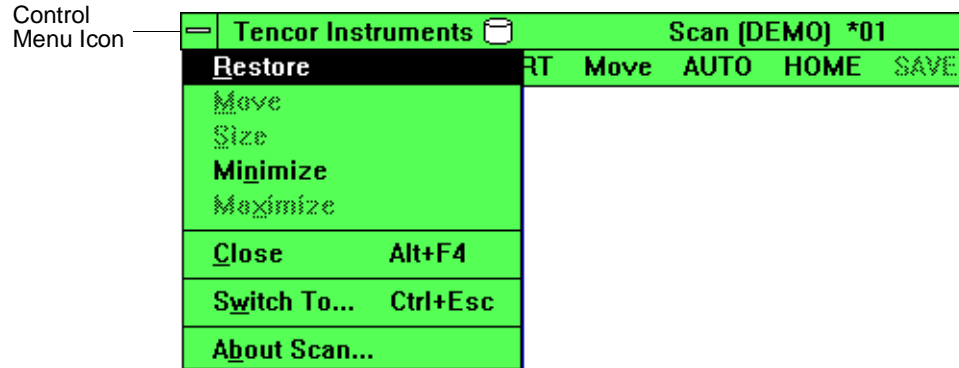 Control
Menu Icon
Tencor Instruments Scan (DEMO) *01
Restore
RT Move AUTO HOME SAVE
Move
Size
Minimize
Maximize
Close Alt+F4
Switch To... Ctrl+Esc
About Scan...